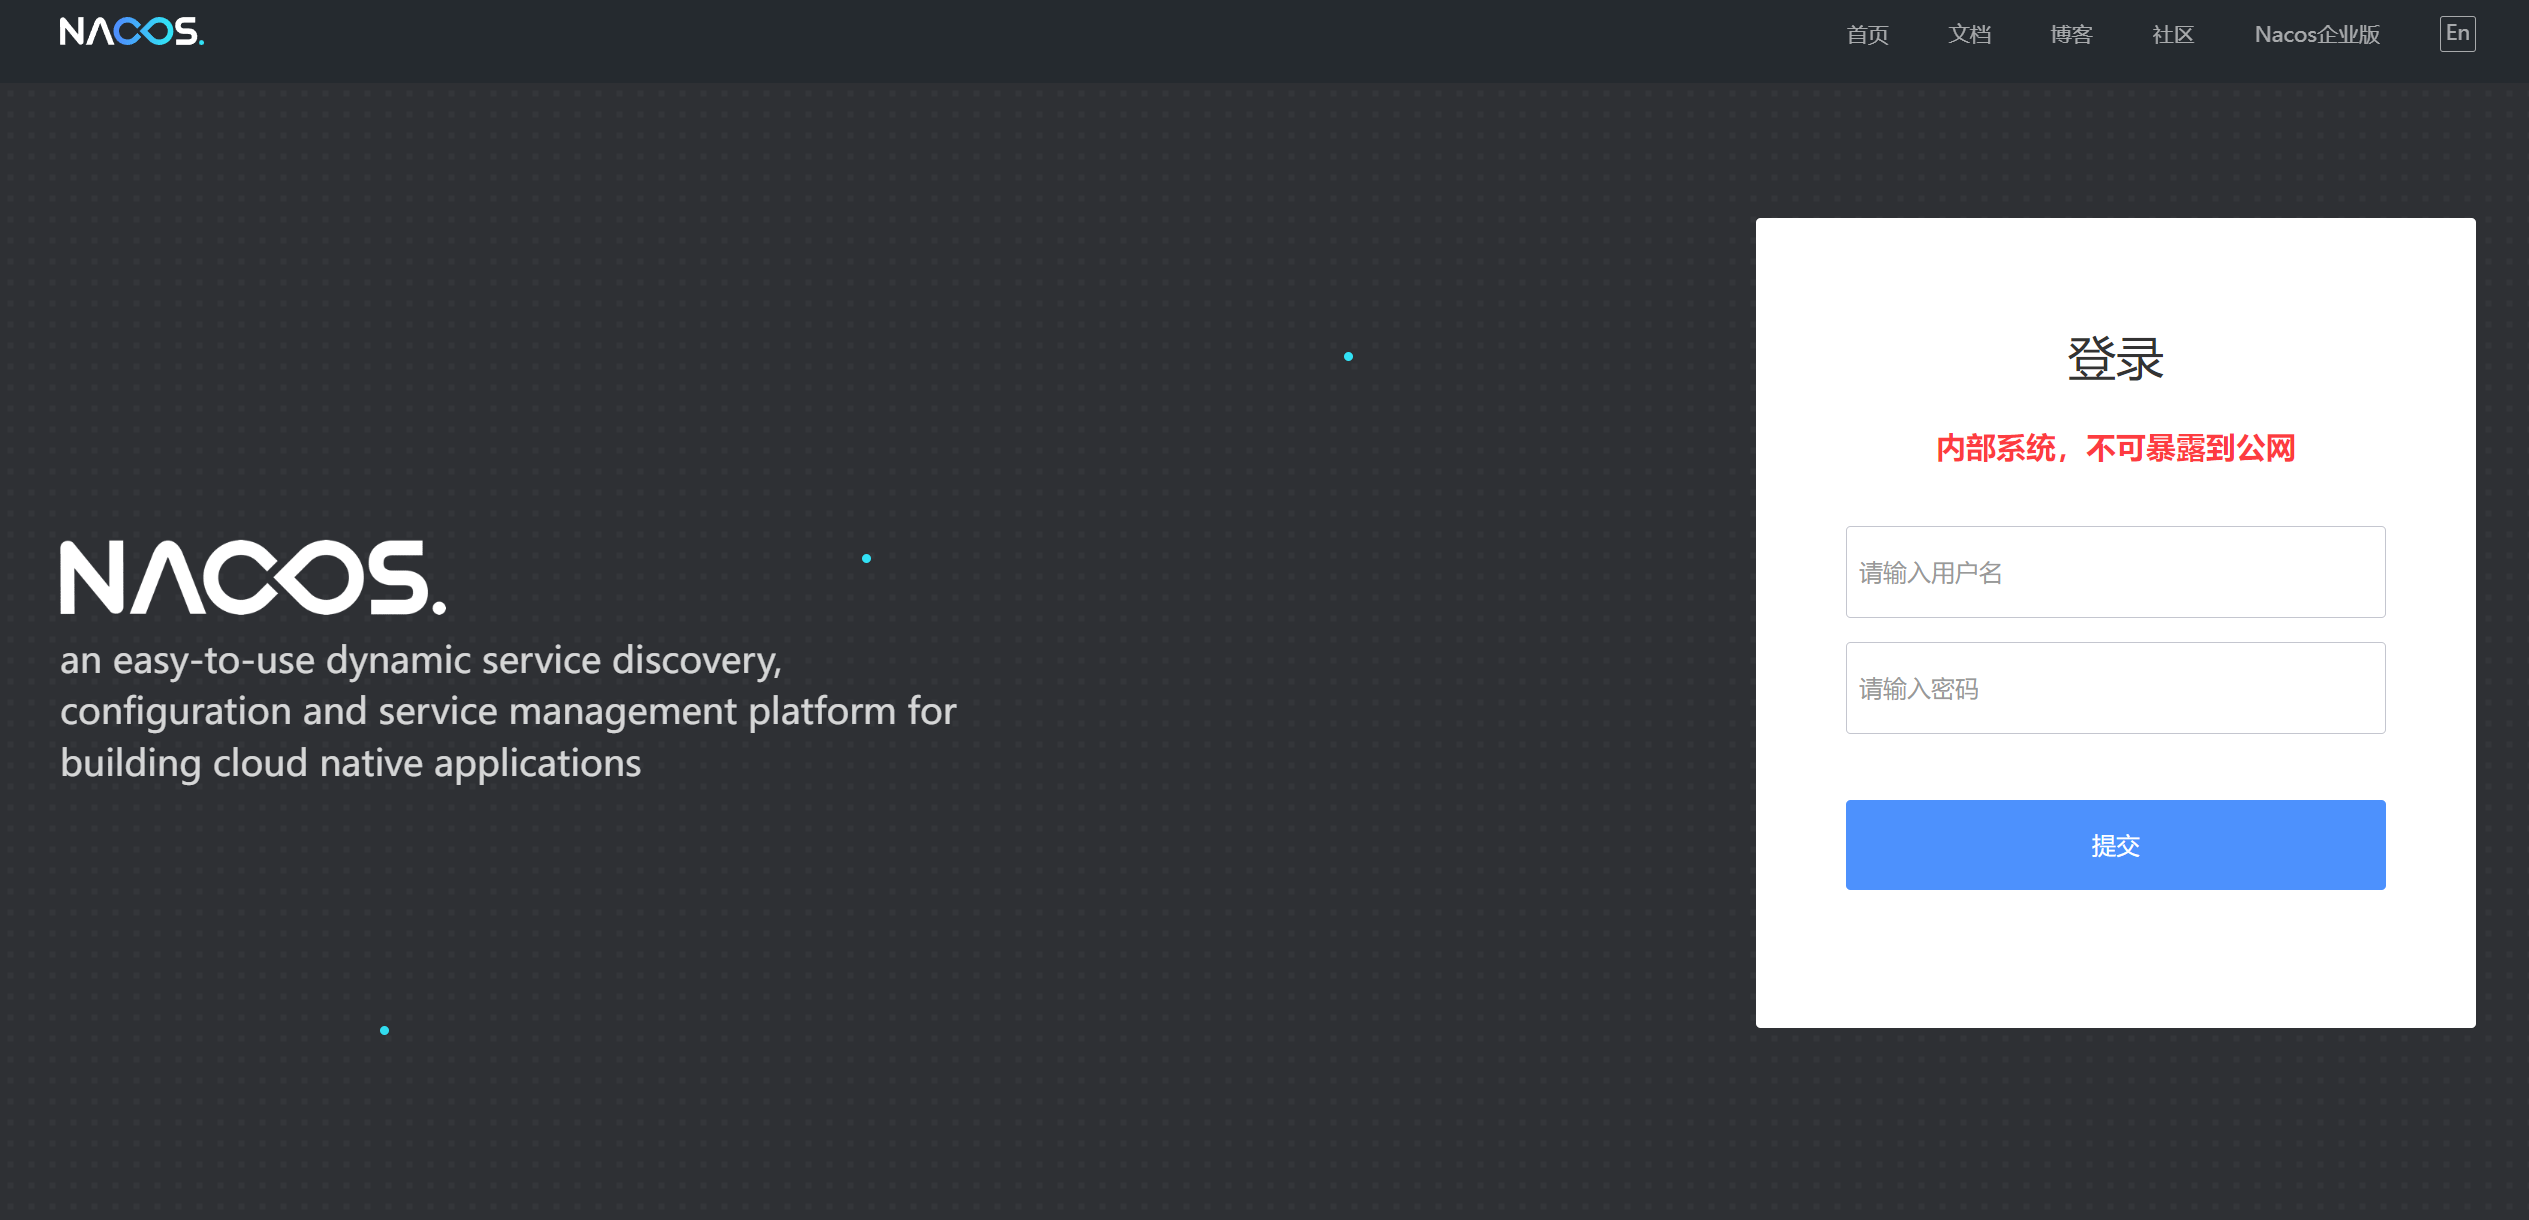 NACOS.
首页
文档
博客
社区
Nacos企业版
En
NACOS.
an easy-to-use dynamic service discovery,
configuration and service management platform for
building cloud native applications
登录
内部系统，不可暴露到公网
请输入用户名
请输入密码
提交